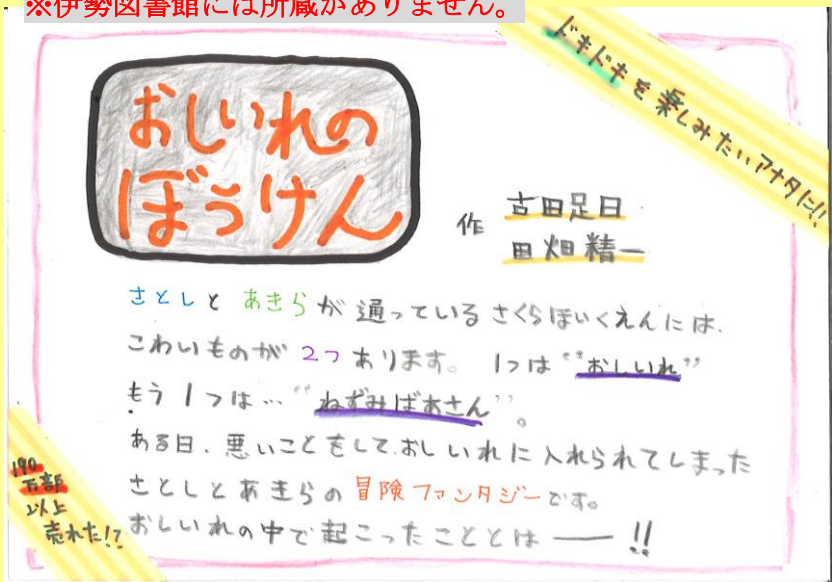 ※伊勢図書館には所蔵がありません。
ドキドキを楽しみたいアナタに!!
おしいれの
ぼうけん
作 古田足日
田畑精一
さとしとあきらが通っているさくらほいくえんには、
こわいものが2つあります。 1つは“おしいれ”
もう1つは…“ねずみばあさん”。
ある日、悪いことをして、おしいれに入れられてしまった
さとしとあきらの冒険ファンタジーです。
おしいれの中で起こったこととは――!!
190
万部
以上
売れた!?